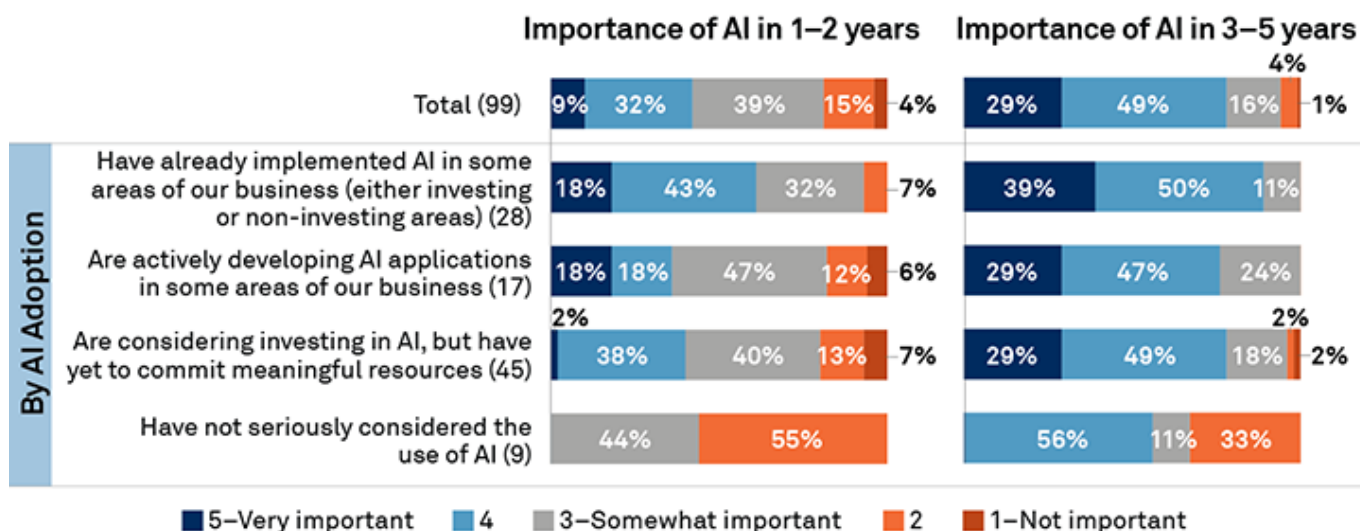 Importance of AI in 1–2 years
Importance of AI in 3–5 years
Total (99)
9% 32% 39% 15% 4%
29% 49% 16% 4% 1%
By AI Adoption
Have already implemented AI in some
areas of our business (either investing
or non-investing areas) (28)
18% 43% 32% 7%
39% 50% 11%
Are actively developing AI applications
in some areas of our business (17)
18% 18% 47% 12% 6%
29% 47% 24%
Are considering investing in AI, but have
yet to commit meaningful resources (45)
2% 38% 40% 13% 7%
29% 49% 18% 2% 2%
Have not seriously considered the
use of AI (9)
44% 55%
56% 11% 33%
5–Very important 4 3–Somewhat important 2 1–Not important